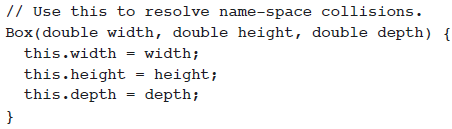 // Use this to resolve name-space collisions.
Box(double width, double height, double depth) {
  this.width = width;
  this.height = height;
  this.depth = depth;
}